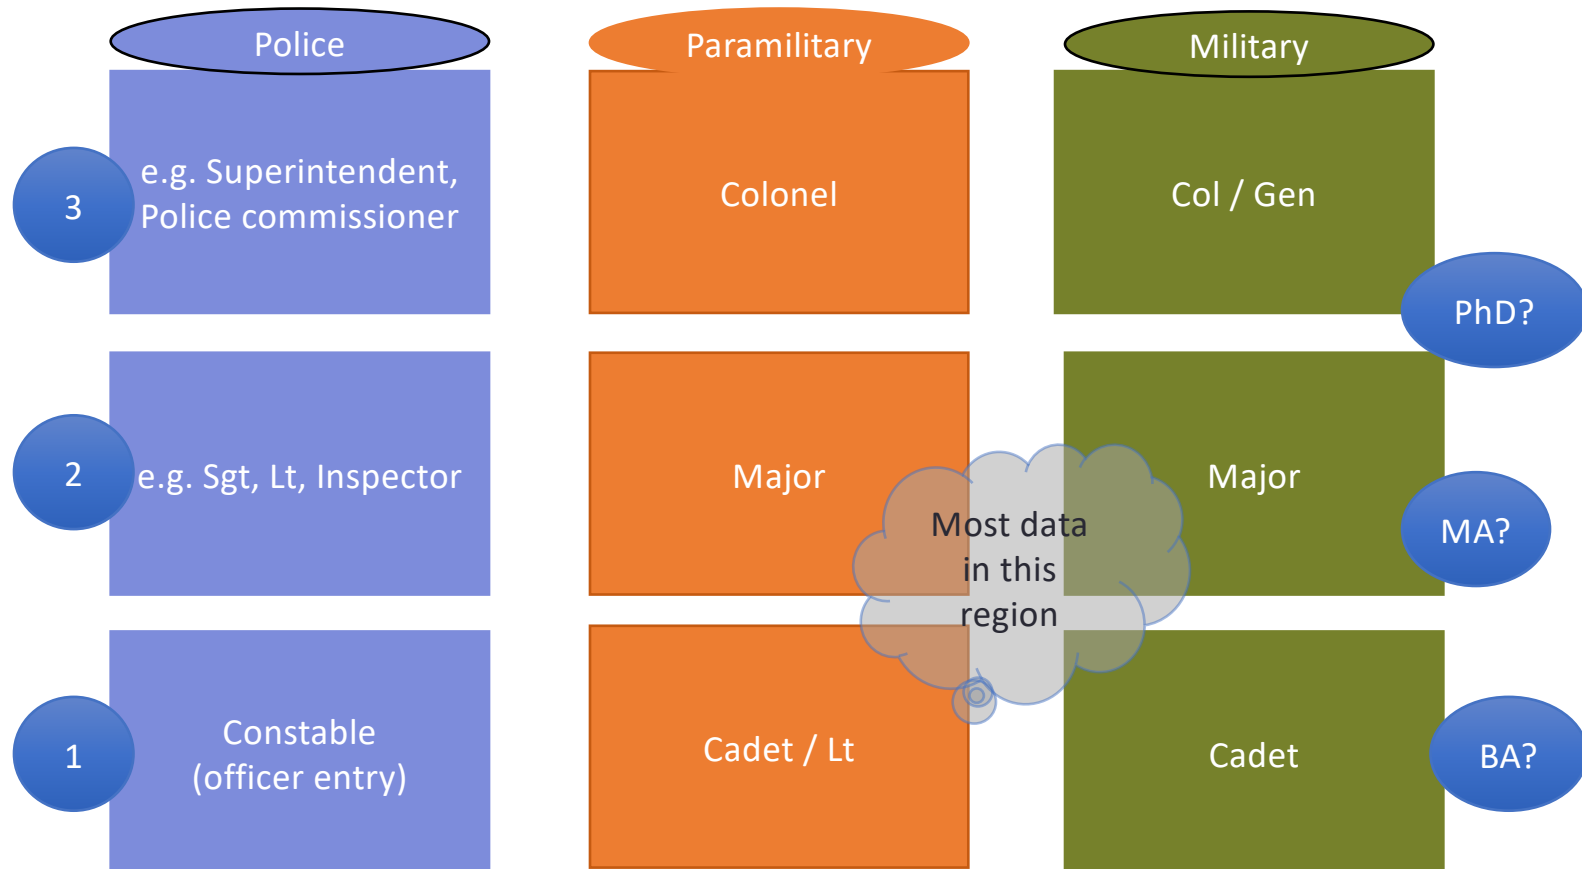 Police
Paramilitary
Military
3
e.g. Superintendent,
Police commissioner
Colonel
Col / Gen
PhD?
2
e.g. Sgt, Lt, Inspector
Major
Major
Most data
in this
region
MA?
1
Constable
(officer entry)
Cadet / Lt
Cadet
BA?